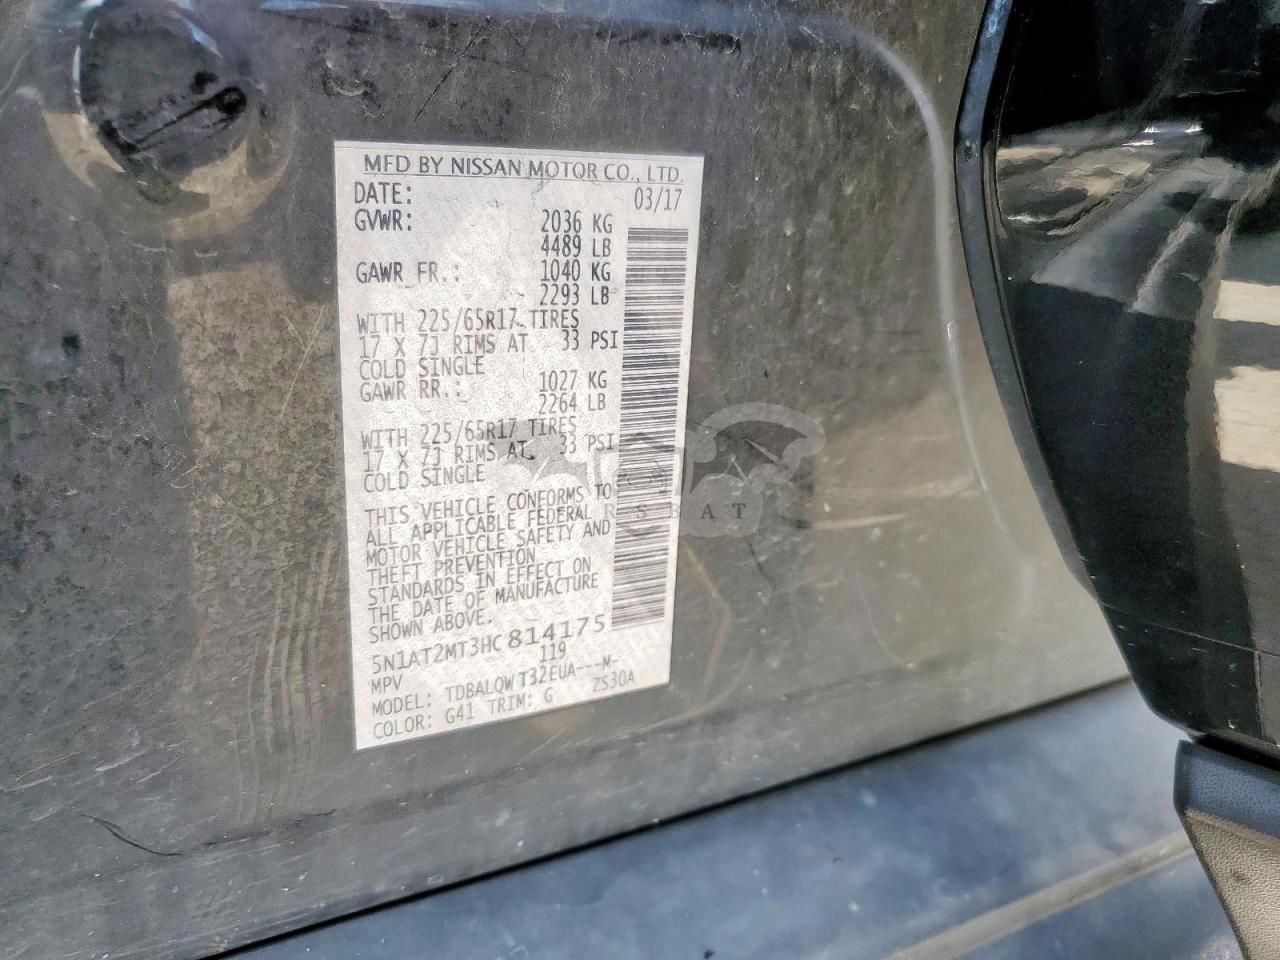 MFD BY NISSAN MOTOR CO., LTD.
DATE: 03/17
GVWR: 2036 KG
4489 LB
GAWR FR.: 1040 KG
2293 LB
WITH 225/65R17 TIRES
17 X 7J RIMS AT 33 PSI
COLD SINGLE
GAWR RR.: 1027 KG
2264 LB
WITH 225/65R17 TIRES
17 X 7J RIMS AT 33 PSI
COLD SINGLE
THIS VEHICLE CONFORMS TO
ALL APPLICABLE FEDERAL
MOTOR VEHICLE SAFETY AND
THEFT PREVENTION
STANDARDS IN EFFECT ON
THE DATE OF MANUFACTURE
SHOWN ABOVE.
5N1AT2MT3HC814175
MPV 119
MODEL: TDBALQWT32EUA---M-
COLOR: G41 TRIM: G ZS30A